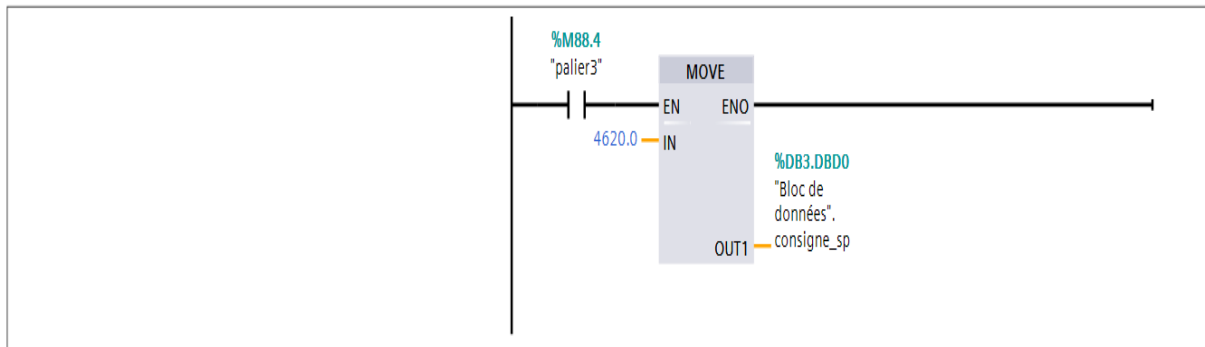 %M88.4
"palier3"
MOVE
EN ENO
4620.0 IN
%DB3.DBD0
"Bloc de
données".
OUT1 consigne_sp